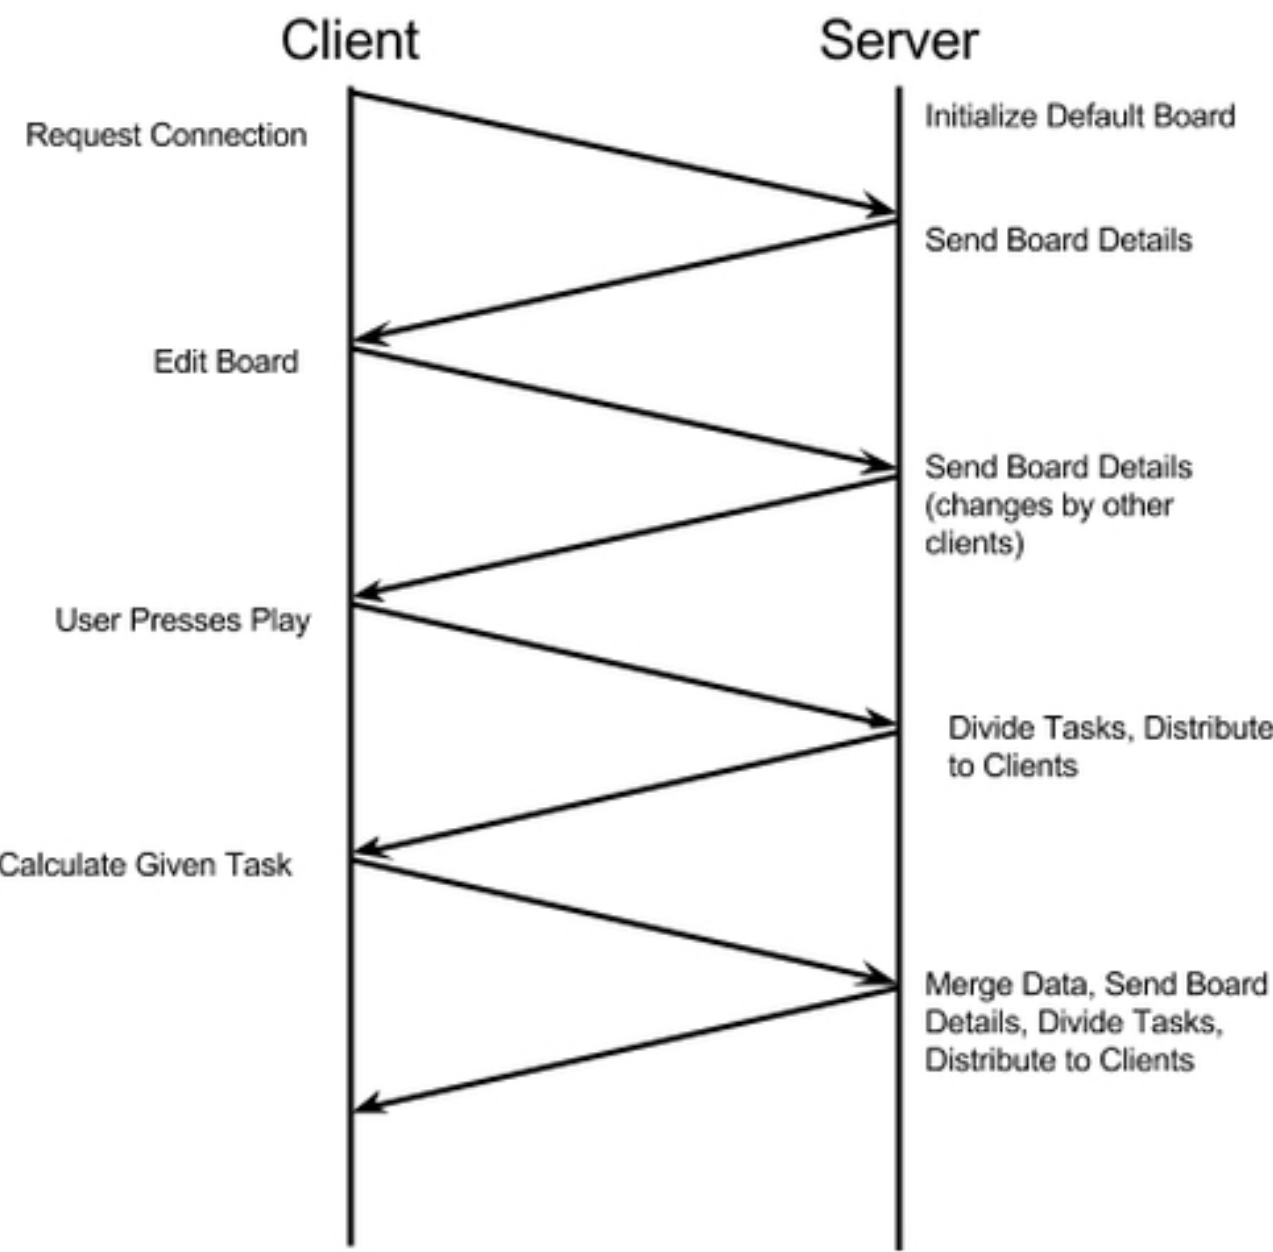 Client
Server
Request Connection
Initialize Default Board
Send Board Details
Edit Board
Send Board Details
(changes by other
clients)
User Presses Play
Divide Tasks, Distribute
to Clients
Calculate Given Task
Merge Data, Send Board
Details, Divide Tasks,
Distribute to Clients